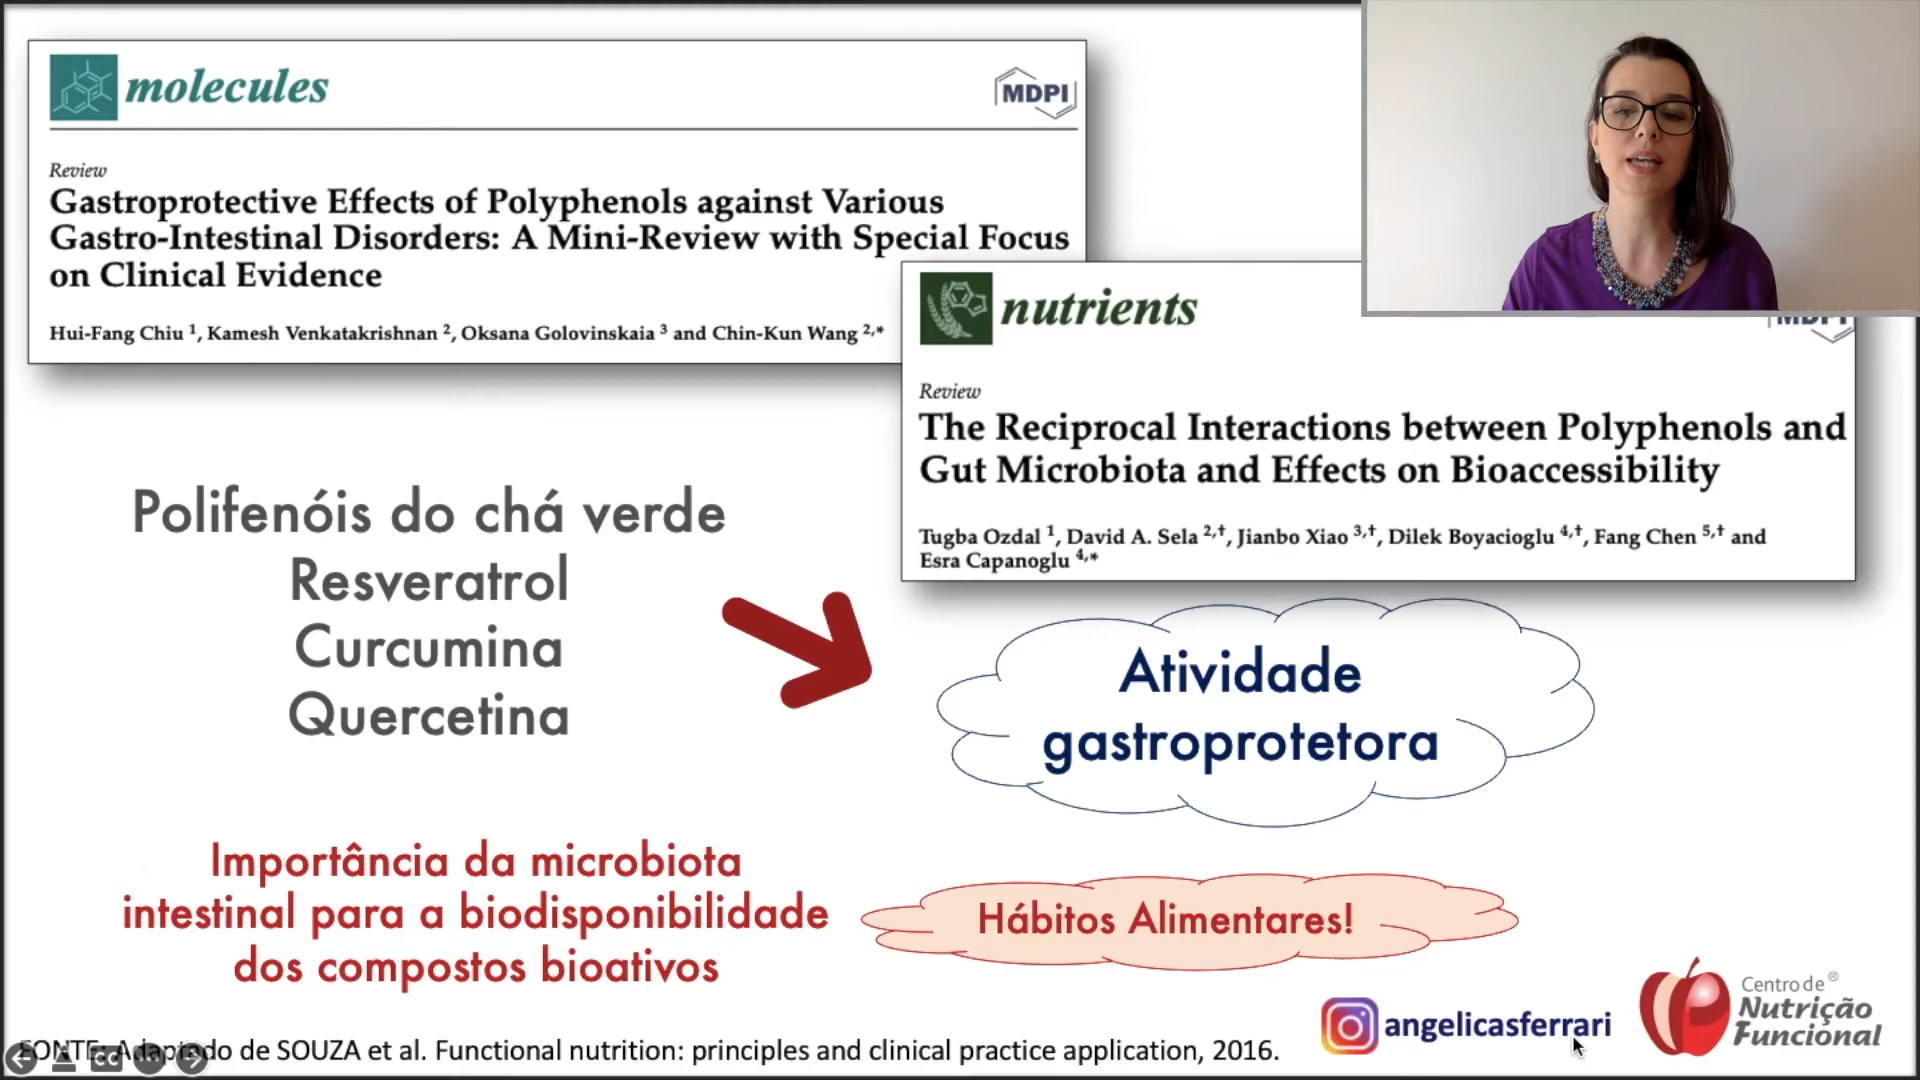 molecules
MDPI
Review
Gastroprotective Effects of Polyphenols against Various
Gastro-Intestinal Disorders: A Mini-Review with Special Focus
on Clinical Evidence
Hui-Fang Chiu 1, Kamesh Venkatakrishnan 2, Oksana Golovinskaia 3 and Chin-Kun Wang 2,*
nutrients
MDPI
Review
The Reciprocal Interactions between Polyphenols and
Gut Microbiota and Effects on Bioaccessibility
Tugba Ozdal 1, David A. Sela 2,†, Jianbo Xiao 3,†, Dilek Boyacioglu 4,†, Fang Chen 5,† and
Esra Capanoglu 4,*
Polifenóis do chá verde
Resveratrol
Curcumina
Quercetina
Atividade
gastroprotetora
Importância da microbiota
intestinal para a biodisponibilidade
dos compostos bioativos
Hábitos Alimentares!
angelicasferrari
Centro de ®
Nutrição
Funcional
FONTE: Adaptado de SOUZA et al. Functional nutrition: principles and clinical practice application, 2016.
CC